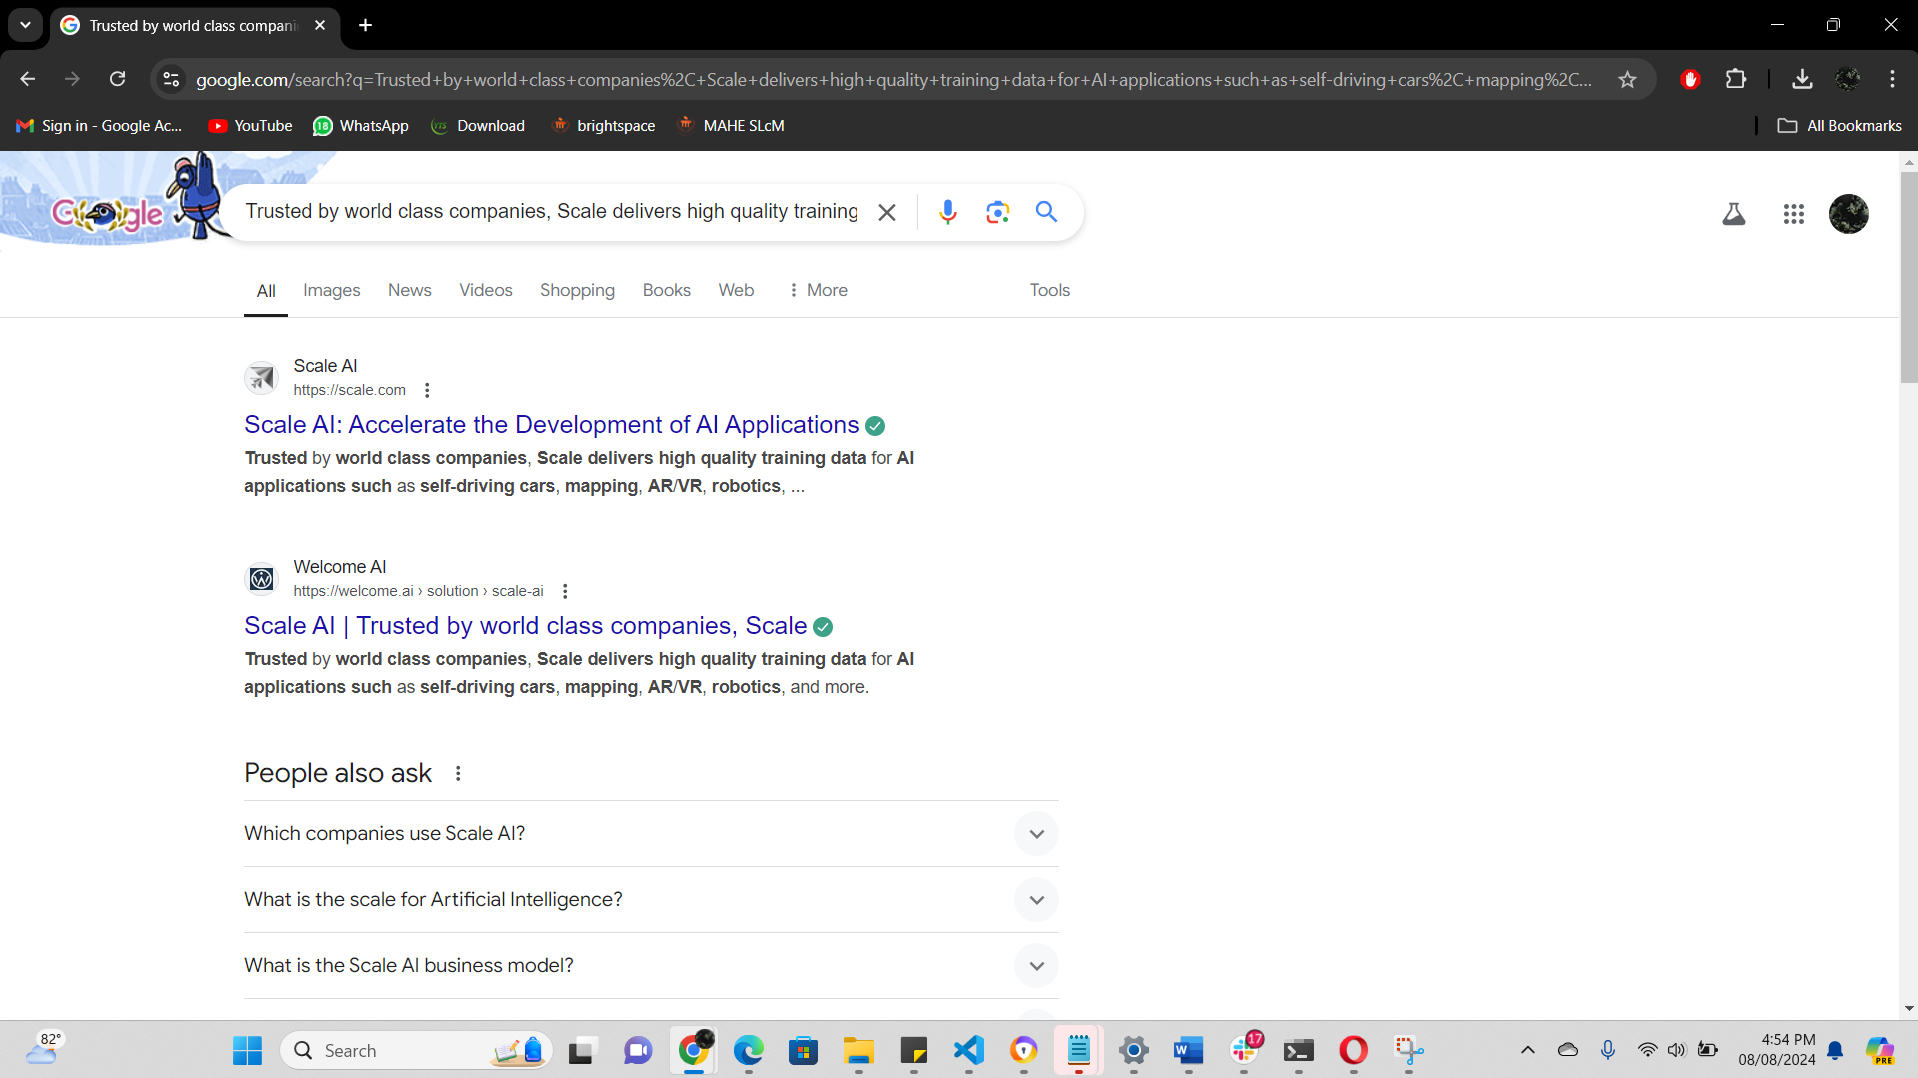 Trusted by world class compani
google.com/search?q=Trusted+by+world+class+companies%2C+Scale+delivers+high+quality+training+data+for+AI+applications+such+as+self-driving+cars%2C+mapping%2C...
Sign in - Google Ac...
YouTube
18 WhatsApp
YTS Download
brightspace
MAHE SLcM
All Bookmarks
Google
Trusted by world class companies, Scale delivers high quality training
All Images News Videos Shopping Books Web More Tools
Scale AI
https://scale.com
Scale AI: Accelerate the Development of AI Applications
Trusted by world class companies, Scale delivers high quality training data for AI
applications such as self-driving cars, mapping, AR/VR, robotics, ...
Welcome AI
https://welcome.ai › solution › scale-ai
Scale AI | Trusted by world class companies, Scale
Trusted by world class companies, Scale delivers high quality training data for AI
applications such as self-driving cars, mapping, AR/VR, robotics, and more.
People also ask
Which companies use Scale AI?
What is the scale for Artificial Intelligence?
What is the Scale AI business model?
82°
Search
17
4:54 PM
08/08/2024
PRE